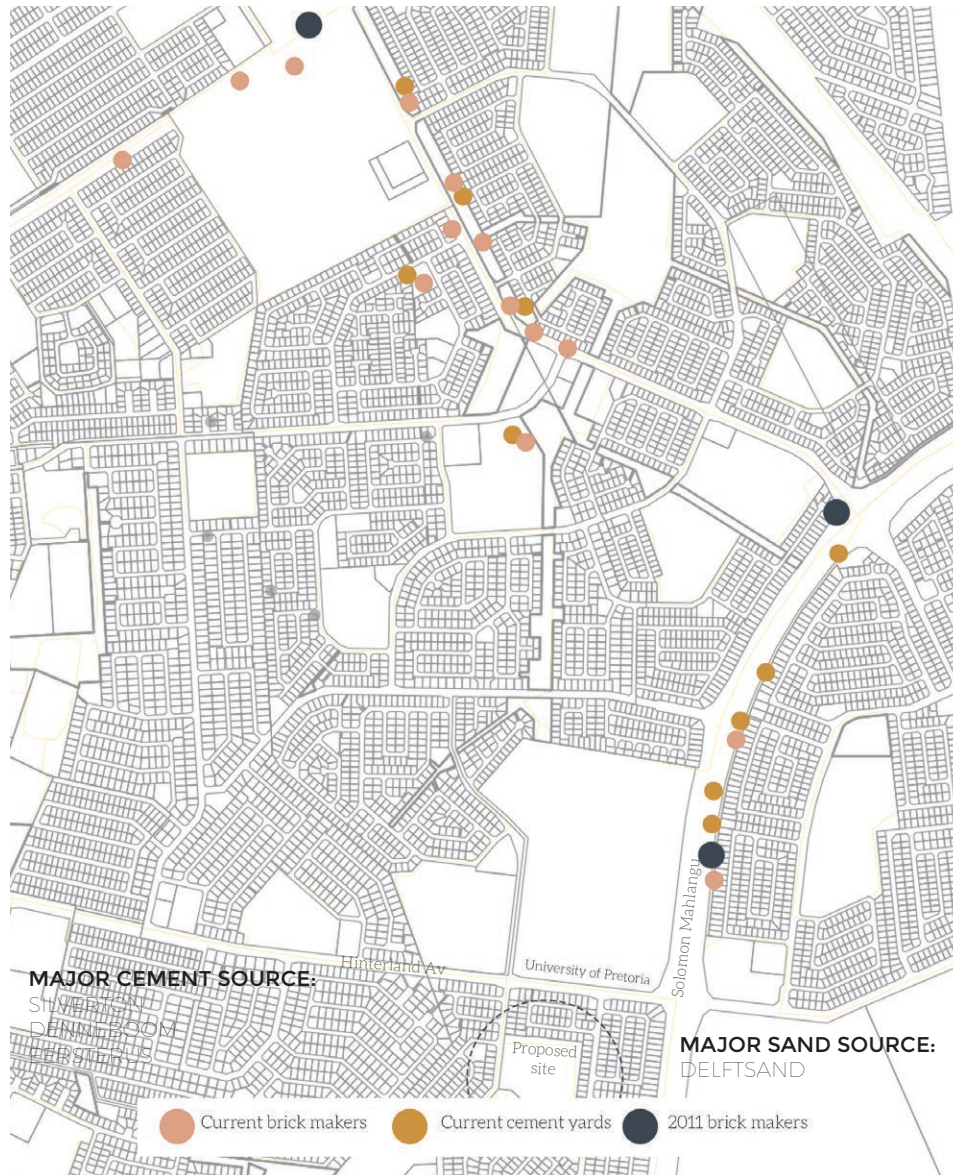 Solomon Mahlangu
Hinterland Av
University of Pretoria
MAJOR CEMENT SOURCE:
SILVERTON
DENNEBOOM
EERSTERUS
Proposed
site
MAJOR SAND SOURCE:
DELFTSAND
Current brick makers
Current cement yards
2011 brick makers